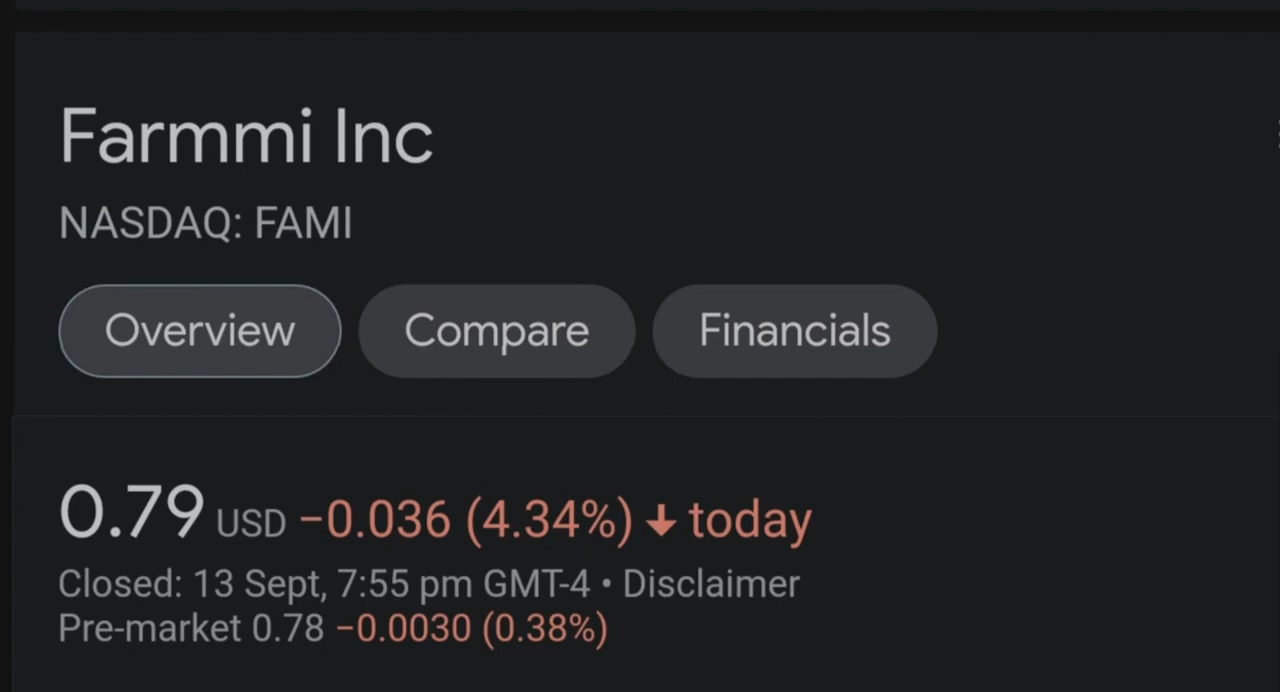 Farmmi Inc
NASDAQ: FAMI
Overview Compare Financials
0.79 USD −0.036 (4.34%) ↓ today
Closed: 13 Sept, 7:55 pm GMT-4 • Disclaimer
Pre-market 0.78 −0.0030 (0.38%)